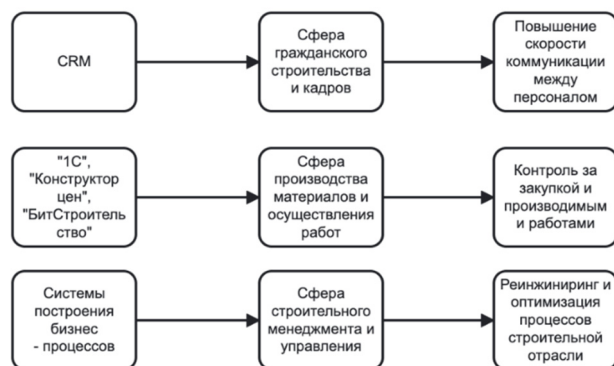 CRM
Сфера
гражданского
строительства
и кадров
Повышение
скорости
коммуникации
между
персоналом
"1С",
"Конструктор
цен",
"БитСтроитель
ство"
Сфера
производства
материалов и
осуществления
работ
Контроль за
закупкой и
производимым
и работами
Системы
построения
бизнес
- процессов
Сфера
строительного
менеджмента и
управления
Реинжиниринг и
оптимизация
процессов
строительной
отрасли